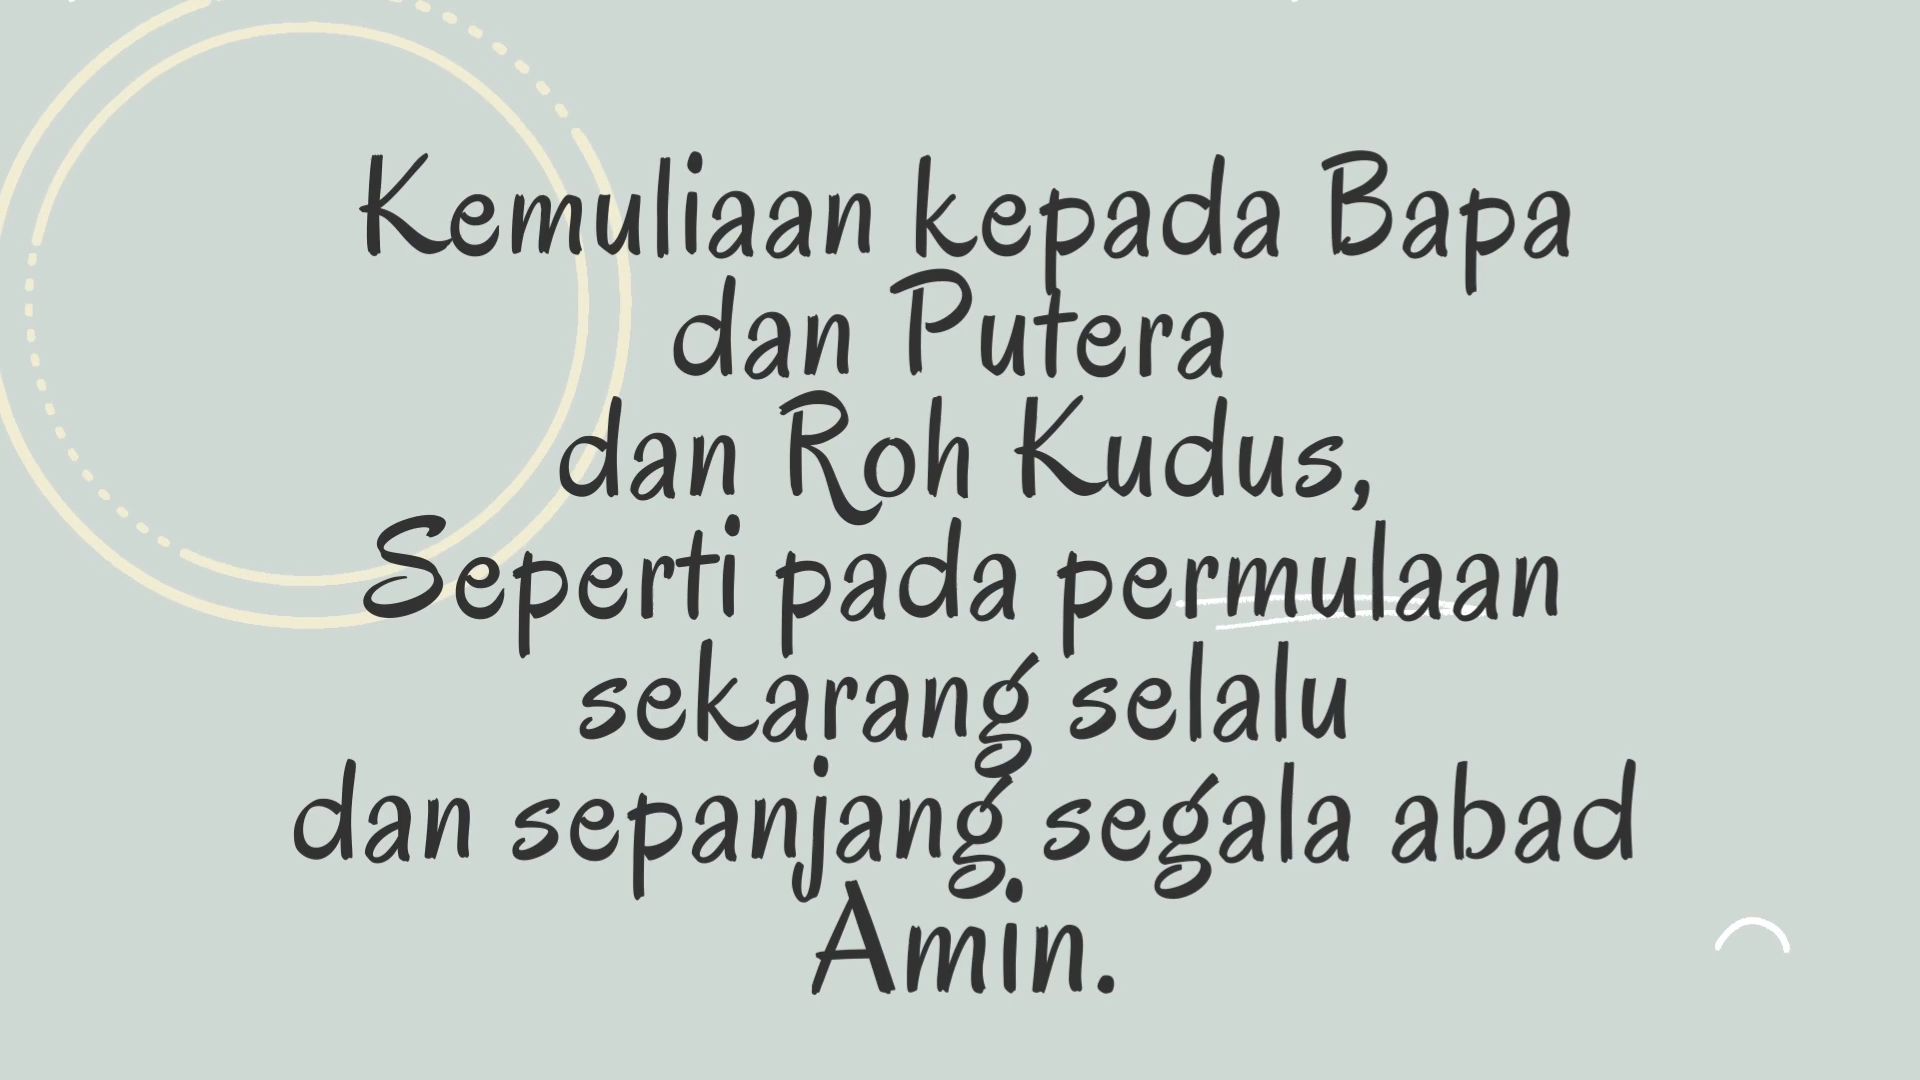 Kemuliaan kepada Bapa
dan Putera
dan Roh Kudus,
Seperti pada permulaan
sekarang selalu
dan sepanjang segala abad
Amin.